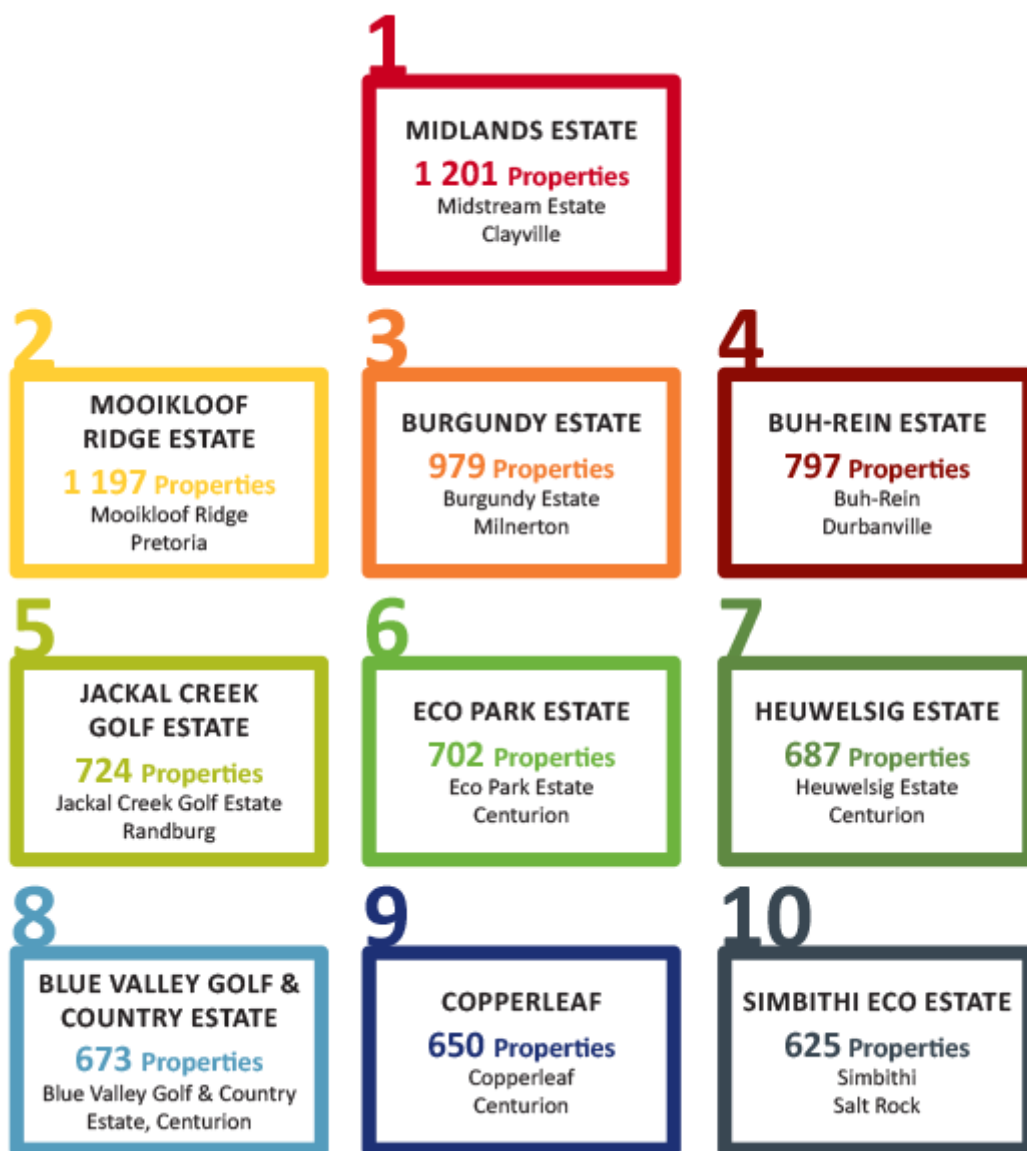 1
MIDLANDS ESTATE
1 201 Properties
Midstream Estate
Clayville
2
MOOIKLOOF
RIDGE ESTATE
1 197 Properties
Mooikloof Ridge
Pretoria
3
BURGUNDY ESTATE
979 Properties
Burgundy Estate
Milnerton
4
BUH-REIN ESTATE
797 Properties
Buh-Rein
Durbanville
5
JACKAL CREEK
GOLF ESTATE
724 Properties
Jackal Creek Golf Estate
Randburg
6
ECO PARK ESTATE
702 Properties
Eco Park Estate
Centurion
7
HEUWELSIG ESTATE
687 Properties
Heuwelsig Estate
Centurion
8
BLUE VALLEY GOLF &
COUNTRY ESTATE
673 Properties
Blue Valley Golf & Country
Estate, Centurion
9
COPPERLEAF
650 Properties
Copperleaf
Centurion
10
SIMBITHI ECO ESTATE
625 Properties
Simbithi
Salt Rock